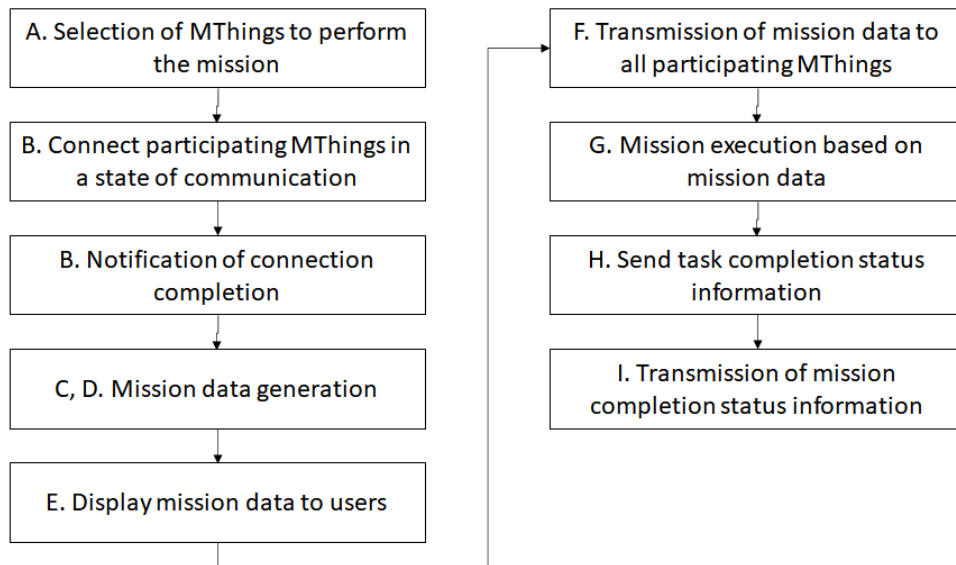 A. Selection of MThings to perform
the mission
B. Connect participating MThings in
a state of communication
B. Notification of connection
completion
C, D. Mission data generation
E. Display mission data to users
F. Transmission of mission data to
all participating MThings
G. Mission execution based on
mission data
H. Send task completion status
information
I. Transmission of mission
completion status information